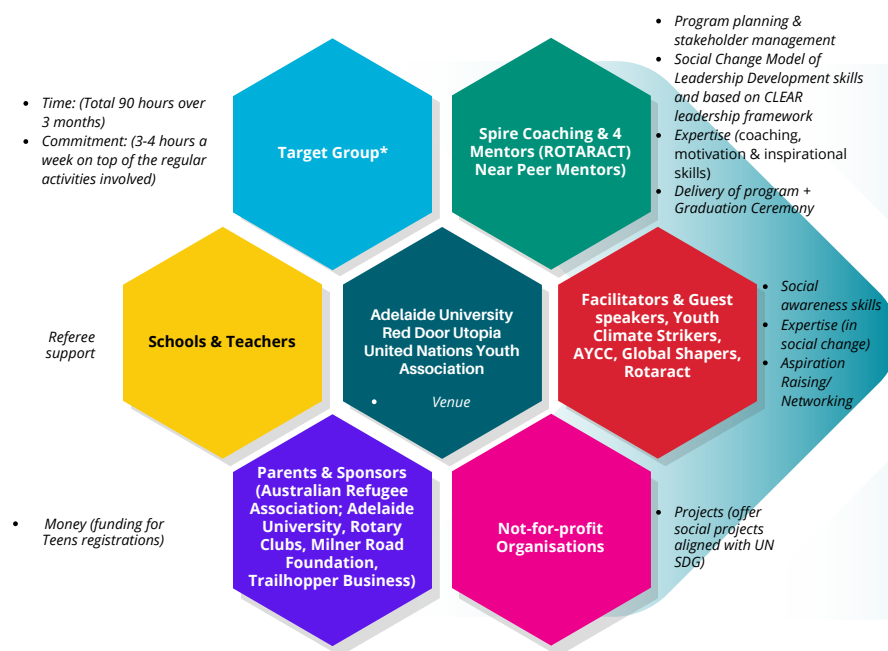 • Time: (Total 90 hours over
3 months)
• Commitment: (3-4 hours a
week on top of the regular
activities involved)
Target Group*
Spire Coaching & 4
Mentors (ROTARACT)
Near Peer Mentors)
• Program planning &
stakeholder management
• Social Change Model of
Leadership Development skills
and based on CLEAR
leadership framework
• Expertise (coaching,
motivation & inspirational
skills)
• Delivery of program +
Graduation Ceremony
Referee
support
Schools & Teachers
Adelaide University
Red Door Utopia
United Nations Youth
Association
• Venue
Facilitators & Guest
speakers, Youth
Climate Strikers,
AYCC, Global Shapers,
Rotaract
• Social
awareness skills
• Expertise (in
social change)
• Aspiration
Raising/
Networking
• Money (funding for
Teens registrations)
Parents & Sponsors
(Australian Refugee
Association; Adelaide
University, Rotary
Clubs, Milner Road
Foundation,
Trailhopper Business)
Not-for-profit
Organisations
• Projects (offer
social projects
aligned with UN
SDG)